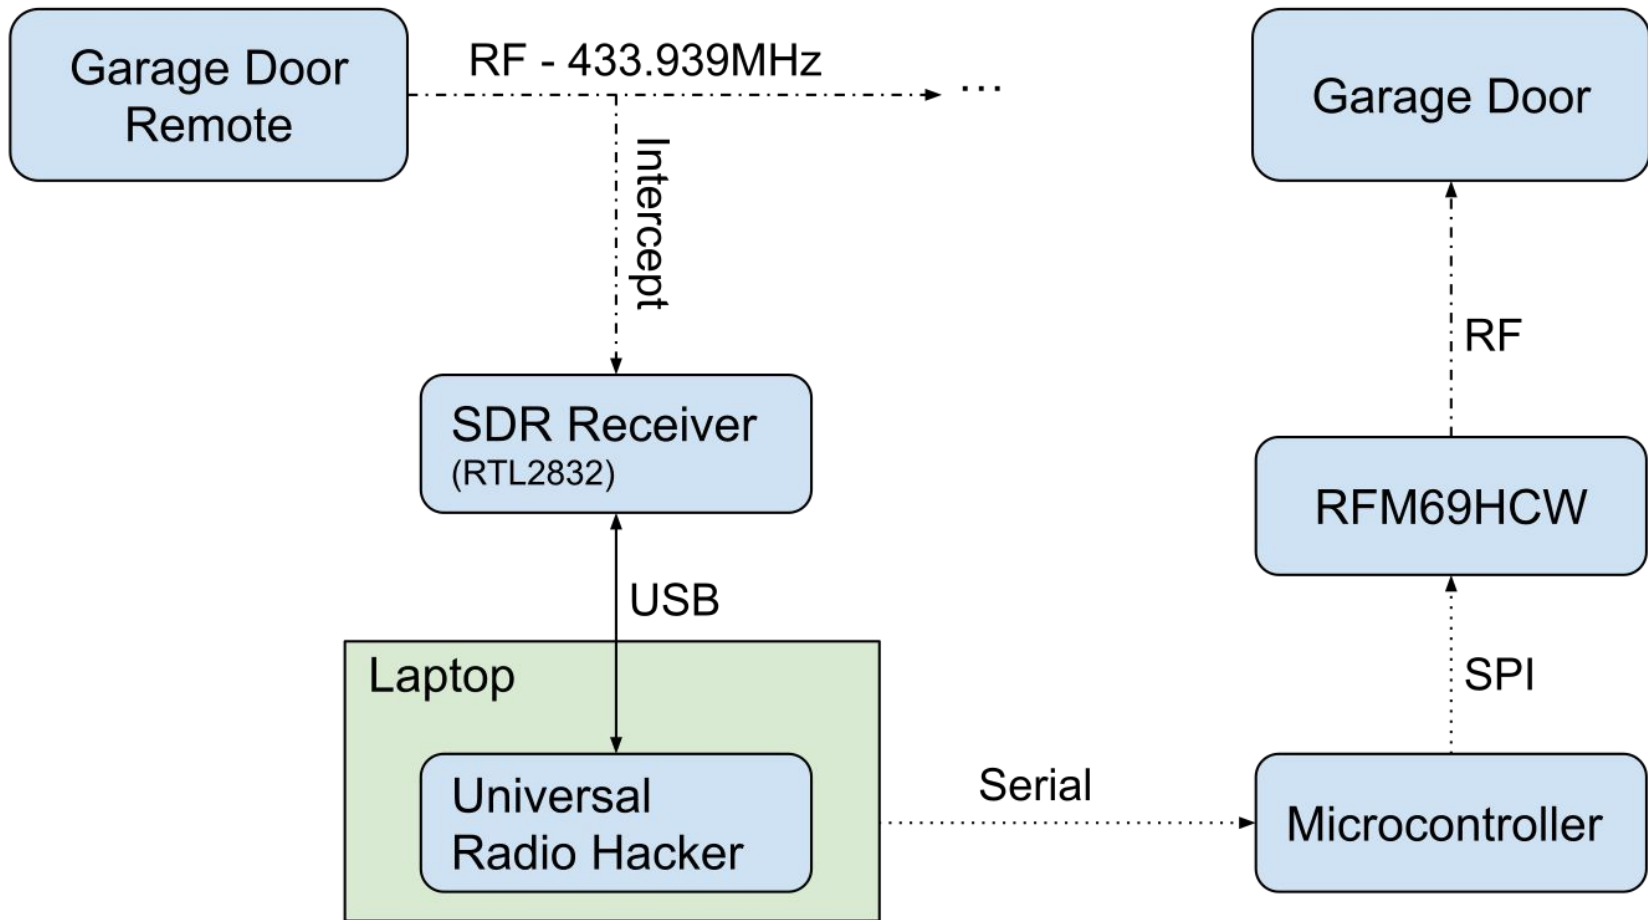 Garage Door
Remote
RF - 433.939MHz
...
Garage Door
Intercept
RF
SDR Receiver
(RTL2832)
RFM69HCW
USB
Laptop
SPI
Universal
Radio Hacker
Serial
Microcontroller